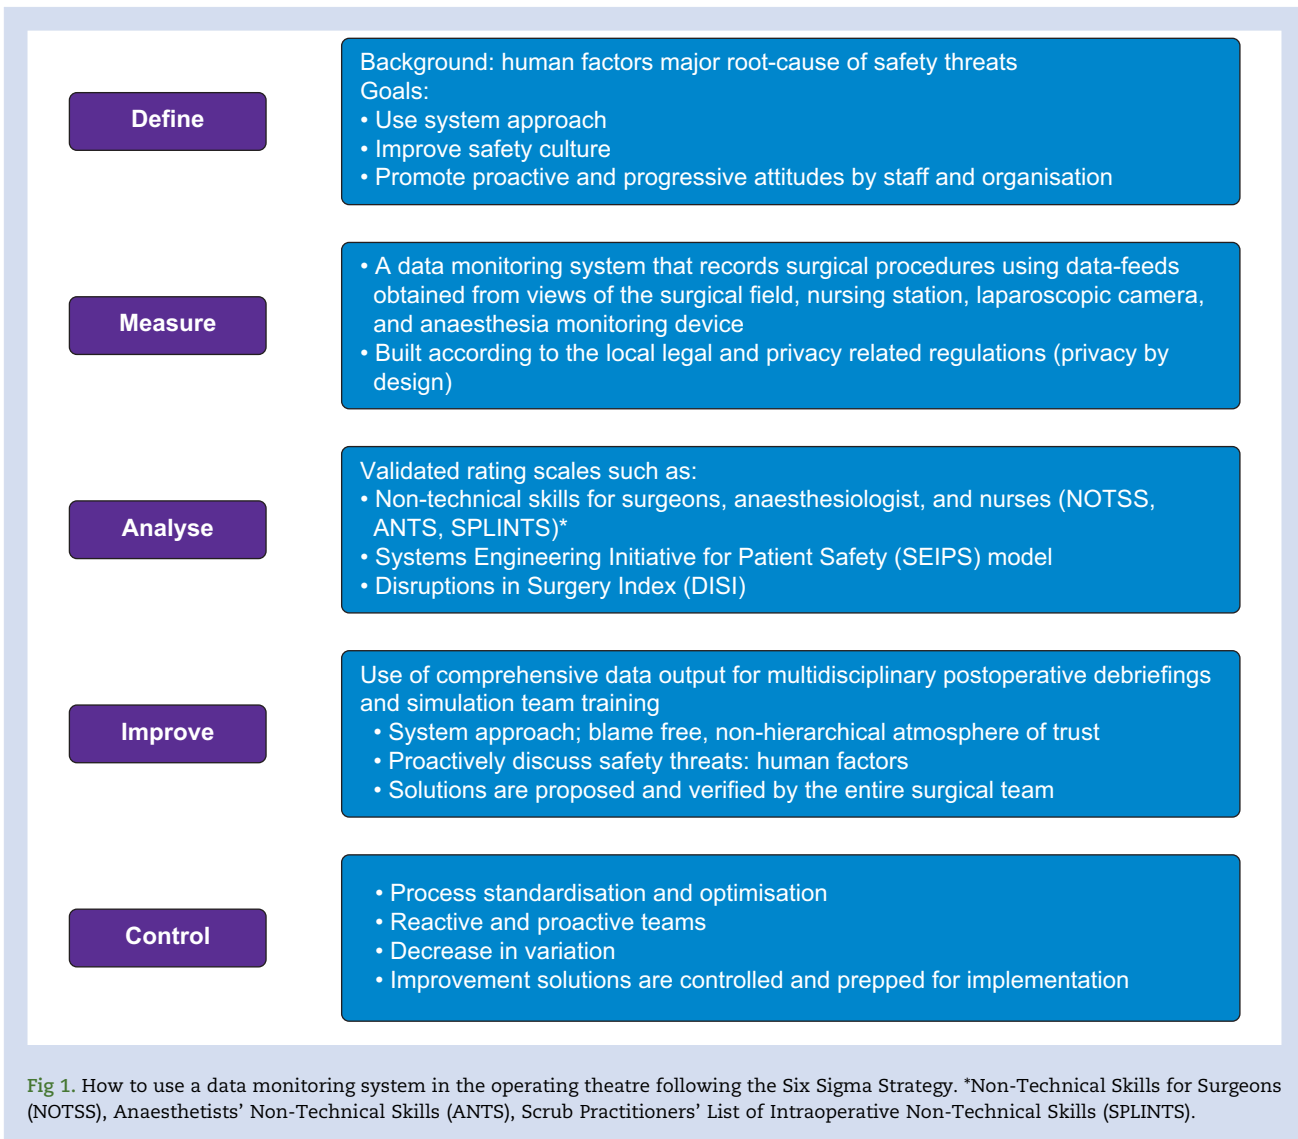 Define
Background: human factors major root-cause of safety threats
Goals:
• Use system approach
• Improve safety culture
• Promote proactive and progressive attitudes by staff and organisation
Measure
• A data monitoring system that records surgical procedures using data-feeds
obtained from views of the surgical field, nursing station, laparoscopic camera,
and anaesthesia monitoring device
• Built according to the local legal and privacy related regulations (privacy by
design)
Analyse
Validated rating scales such as:
• Non-technical skills for surgeons, anaesthesiologist, and nurses (NOTSS,
ANTS, SPLINTS)*
• Systems Engineering Initiative for Patient Safety (SEIPS) model
• Disruptions in Surgery Index (DISI)
Improve
Use of comprehensive data output for multidisciplinary postoperative debriefings
and simulation team training
• System approach; blame free, non-hierarchical atmosphere of trust
• Proactively discuss safety threats: human factors
• Solutions are proposed and verified by the entire surgical team
Control
• Process standardisation and optimisation
• Reactive and proactive teams
• Decrease in variation
• Improvement solutions are controlled and prepped for implementation
Fig 1. How to use a data monitoring system in the operating theatre following the Six Sigma Strategy. *Non-Technical Skills for Surgeons
(NOTSS), Anaesthetists' Non-Technical Skills (ANTS), Scrub Practitioners' List of Intraoperative Non-Technical Skills (SPLINTS).